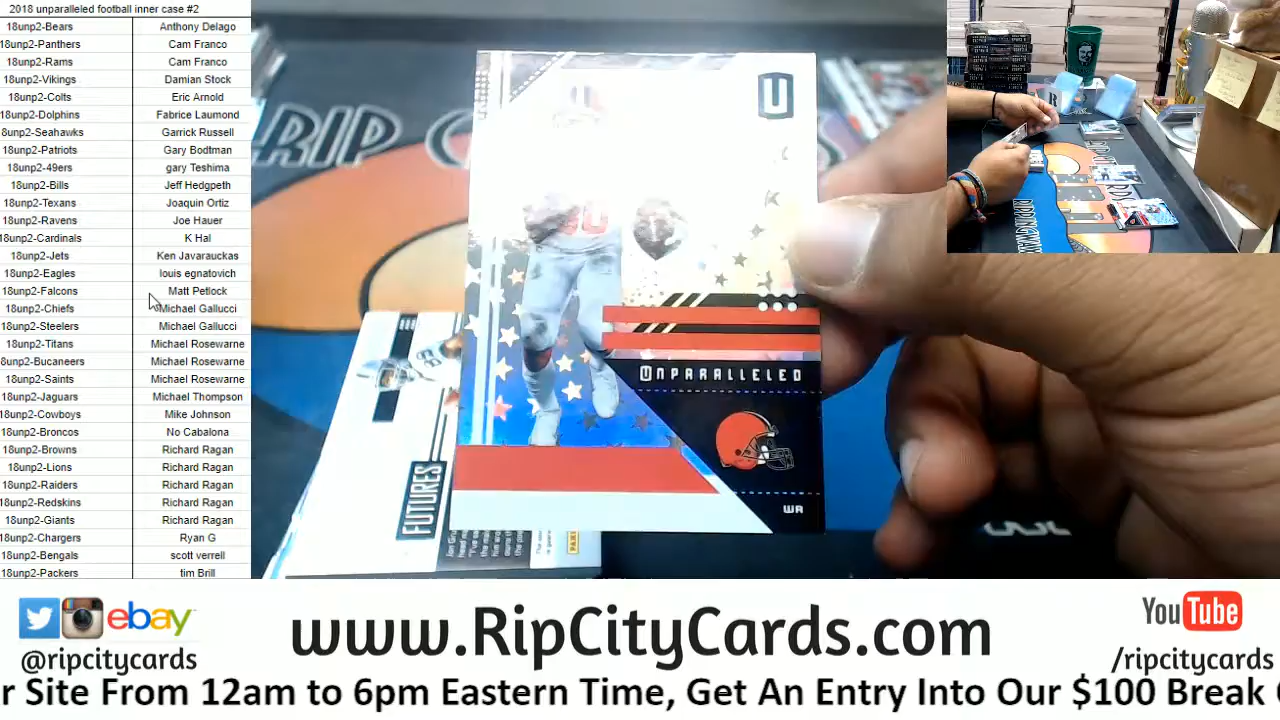 2018 unparalleled football inner case #2
18unp2-Bears Anthony Delago
18unp2-Panthers Cam Franco
18unp2-Rams Cam Franco
18unp2-Vikings Damian Stock
18unp2-Colts Eric Arnold
18unp2-Dolphins Fabrice Laumond
18unp2-Seahawks Garrick Russell
18unp2-Patriots Gary Bodtman
18unp2-49ers gary Teshima
18unp2-Bills Jeff Hedgpeth
18unp2-Texans Joaquin Ortiz
18unp2-Ravens Joe Hauer
18unp2-Cardinals K Hal
18unp2-Jets Ken Javarauckas
18unp2-Eagles louis egnatovich
18unp2-Falcons Matt Petlock
18unp2-Chiefs Michael Gallucci
18unp2-Steelers Michael Gallucci
18unp2-Titans Michael Rosewarne
18unp2-Bucaneers Michael Rosewarne
18unp2-Saints Michael Rosewarne
18unp2-Jaguars Michael Thompson
18unp2-Cowboys Mike Johnson
18unp2-Broncos No Cabalona
18unp2-Browns Richard Ragan
18unp2-Lions Richard Ragan
18unp2-Raiders Richard Ragan
18unp2-Redskins Richard Ragan
18unp2-Giants Richard Ragan
18unp2-Chargers Ryan G
18unp2-Bengals scott verrell
18unp2-Packers tim Brill
RIP C
U
80
UNPARALLELED
WR
FUTURES
PANINI
ebay
@ripcitycards
www.RipCityCards.com
YouTube
/ripcitycards
r Site From 12am to 6pm Eastern Time, Get An Entry Into Our $100 Break